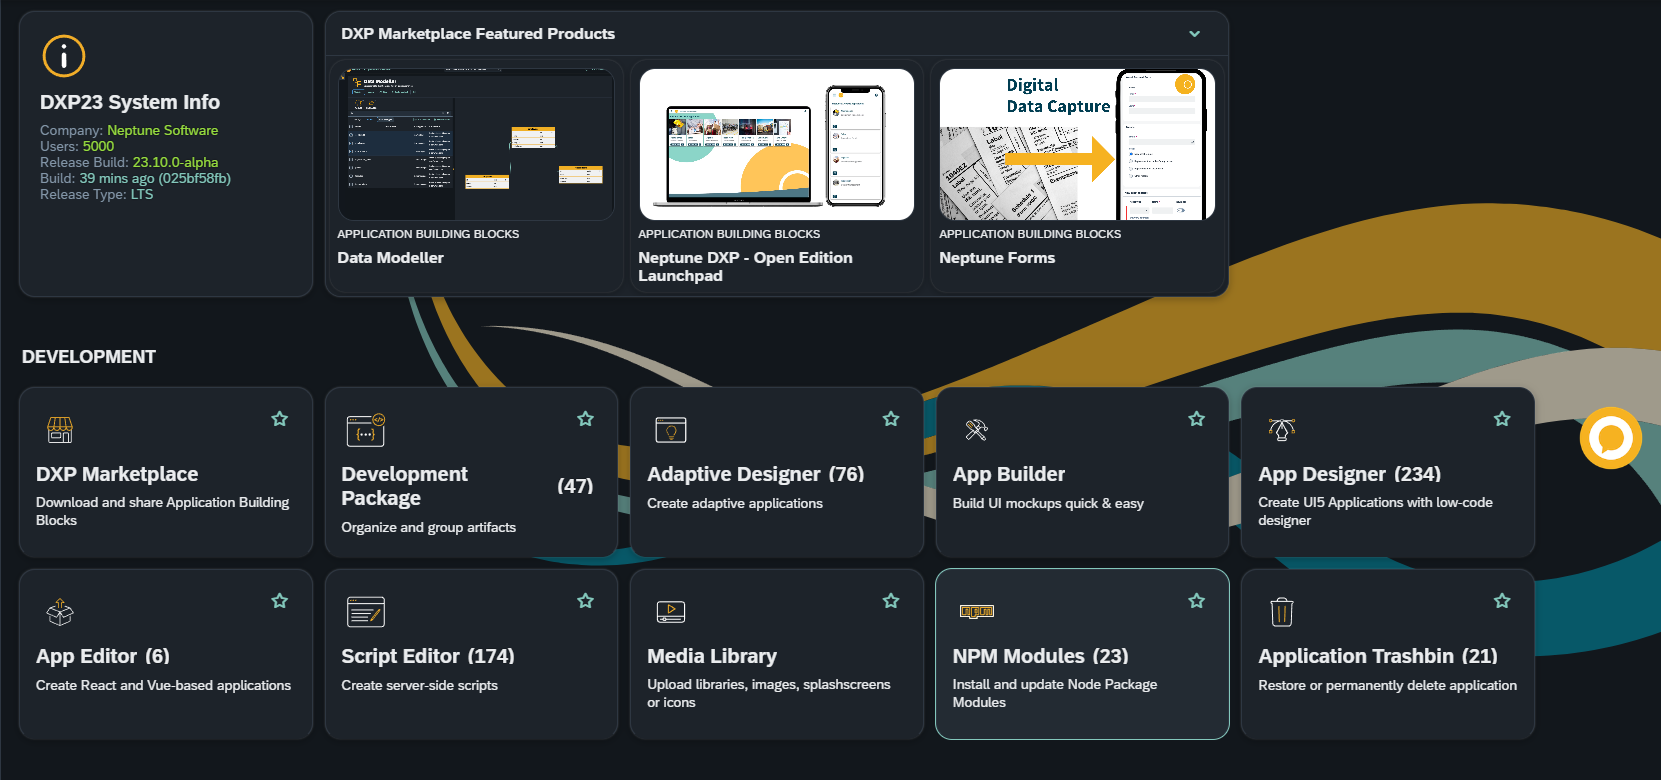 DXP23 System Info
Company: Neptune Software
Users: 5000
Release Build: 23.10.0-alpha
Build: 39 mins ago (025bf58fb)
Release Type: LTS
DXP Marketplace Featured Products
Data Modeller
APPLICATION BUILDING BLOCKS
Data Modeller
APPLICATION BUILDING BLOCKS
Neptune DXP - Open Edition
Launchpad
Digital
Data Capture
APPLICATION BUILDING BLOCKS
Neptune Forms
DEVELOPMENT
DXP Marketplace
Download and share Application Building
Blocks
Development
Package
(47)
Organize and group artifacts
Adaptive Designer (76)
Create adaptive applications
App Builder
Build UI mockups quick & easy
App Designer (234)
Create UI5 Applications with low-code
designer
App Editor (6)
Create React and Vue-based applications
Script Editor (174)
Create server-side scripts
Media Library
Upload libraries, images, splashscreens
or icons
NPM Modules (23)
Install and update Node Package
Modules
Application Trashbin (21)
Restore or permanently delete application